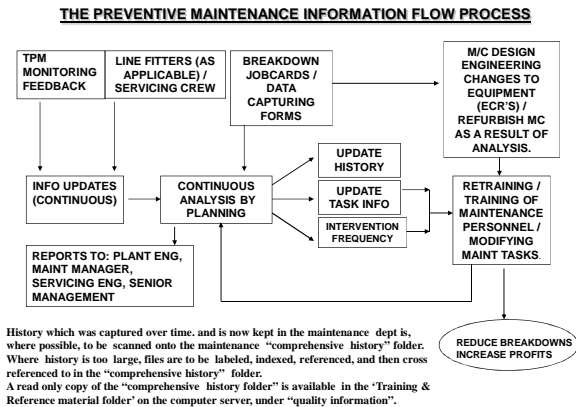 THE PREVENTIVE MAINTENANCE INFORMATION FLOW PROCESS
TPM
MONITORING
FEEDBACK
LINE FITTERS (AS
APPLICABLE) /
SERVICING CREW
BREAKDOWN
JOBCARDS /
DATA
CAPTURING
FORMS
M/C DESIGN
ENGINEERING
CHANGES TO
EQUIPMENT
(ECR'S) /
REFURBISH MC
AS A RESULT OF
ANALYSIS.
INFO UPDATES
(CONTINUOUS)
CONTINUOUS
ANALYSIS BY
PLANNING
UPDATE
HISTORY
UPDATE
TASK INFO
INTERVENTION
FREQUENCY
RETRAINING /
TRAINING OF
MAINTENANCE
PERSONNEL /
MODIFYING
MAINT TASKS.
REPORTS TO: PLANT ENG,
MAINT MANAGER,
SERVICING ENG, SENIOR
MANAGEMENT
REDUCE BREAKDOWNS
INCREASE PROFITS
History which was captured over time. and is now kept in the maintenance dept is,
where possible, to be scanned onto the maintenance “comprehensive history” folder.
Where history is too large, files are to be labeled, indexed, referenced, and then cross
referenced to in the “comprehensive history” folder.
A read only copy of the “comprehensive history folder” is available in the ‘Training &
Reference material folder’ on the computer server, under “quality information”.